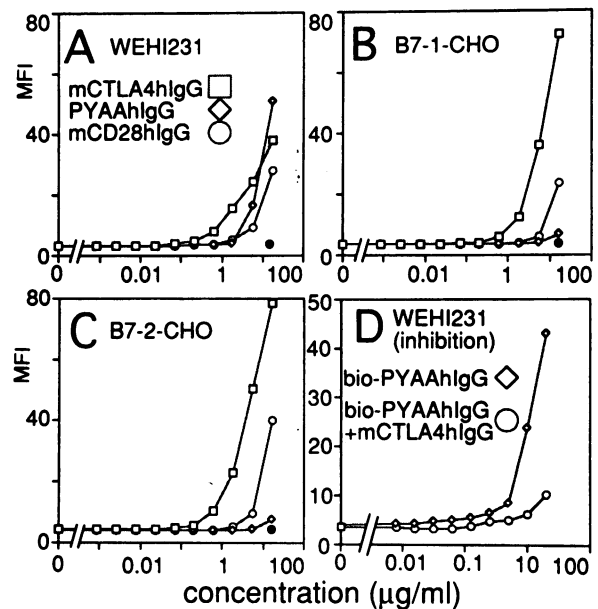 A WEHI231
mCTLA4hIgG
PYAAhIgG
mCD28hIgG
MFI
80
40
0
0 0.01 1 100
B B7-1-CHO
80
40
0
0 0.01 1 100
C B7-2-CHO
MFI
80
40
0
0 0.01 1 100
D WEHI231
(inhibition)
bio-PYAAhIgG
bio-PYAAhIgG
+mCTLA4hIgG
50
40
30
20
10
0
0 0.1 0.1 10 100
concentration (μg/ml)